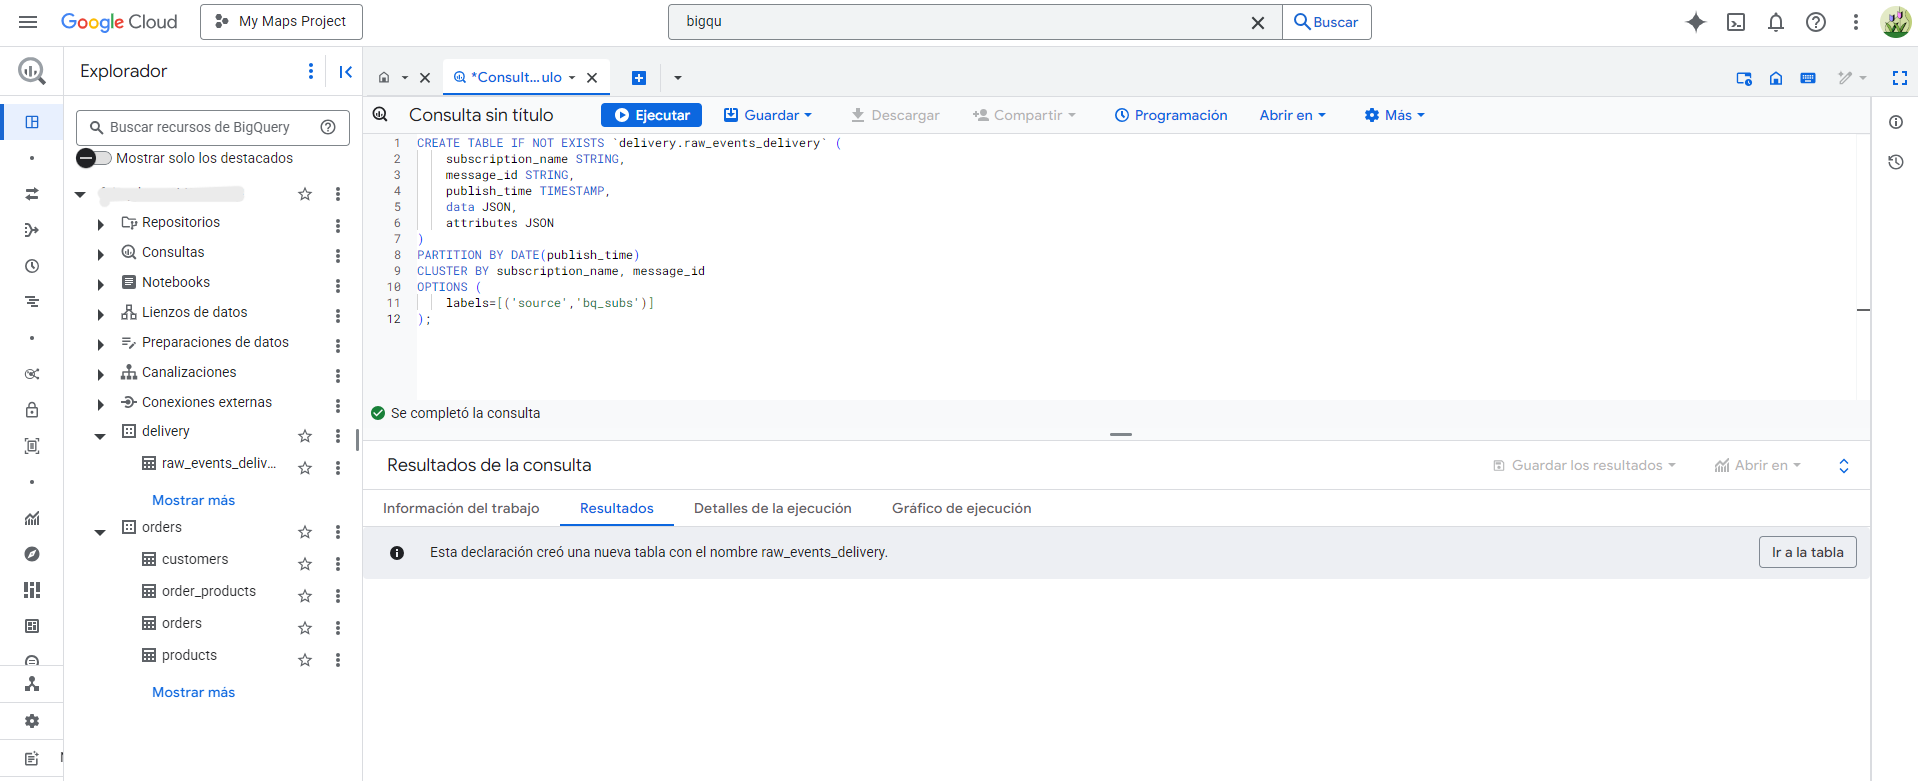 Google Cloud
My Maps Project
bigqu
Buscar
Explorador
*Consult...ulo
Buscar recursos de BigQuery
Mostrar solo los destacados
Repositorios
Consultas
Notebooks
Lienzos de datos
Preparaciones de datos
Canalizaciones
Conexiones externas
delivery
raw_events_deliv...
Mostrar más
orders
customers
order_products
orders
products
Mostrar más
Consulta sin título
Ejecutar
Guardar
Descargar
Compartir
Programación
Abrir en
Más
1 CREATE TABLE IF NOT EXISTS `delivery.raw_events_delivery` (
2 subscription_name STRING,
3 message_id STRING,
4 publish_time TIMESTAMP,
5 data JSON,
6 attributes JSON
7 )
8 PARTITION BY DATE(publish_time)
9 CLUSTER BY subscription_name, message_id
10 OPTIONS (
11 labels=[('source','bq_subs')]
12 );
Se completó la consulta
Resultados de la consulta
Guardar los resultados
Abrir en
Información del trabajo
Resultados
Detalles de la ejecución
Gráfico de ejecución
Esta declaración creó una nueva tabla con el nombre raw_events_delivery.
Ir a la tabla